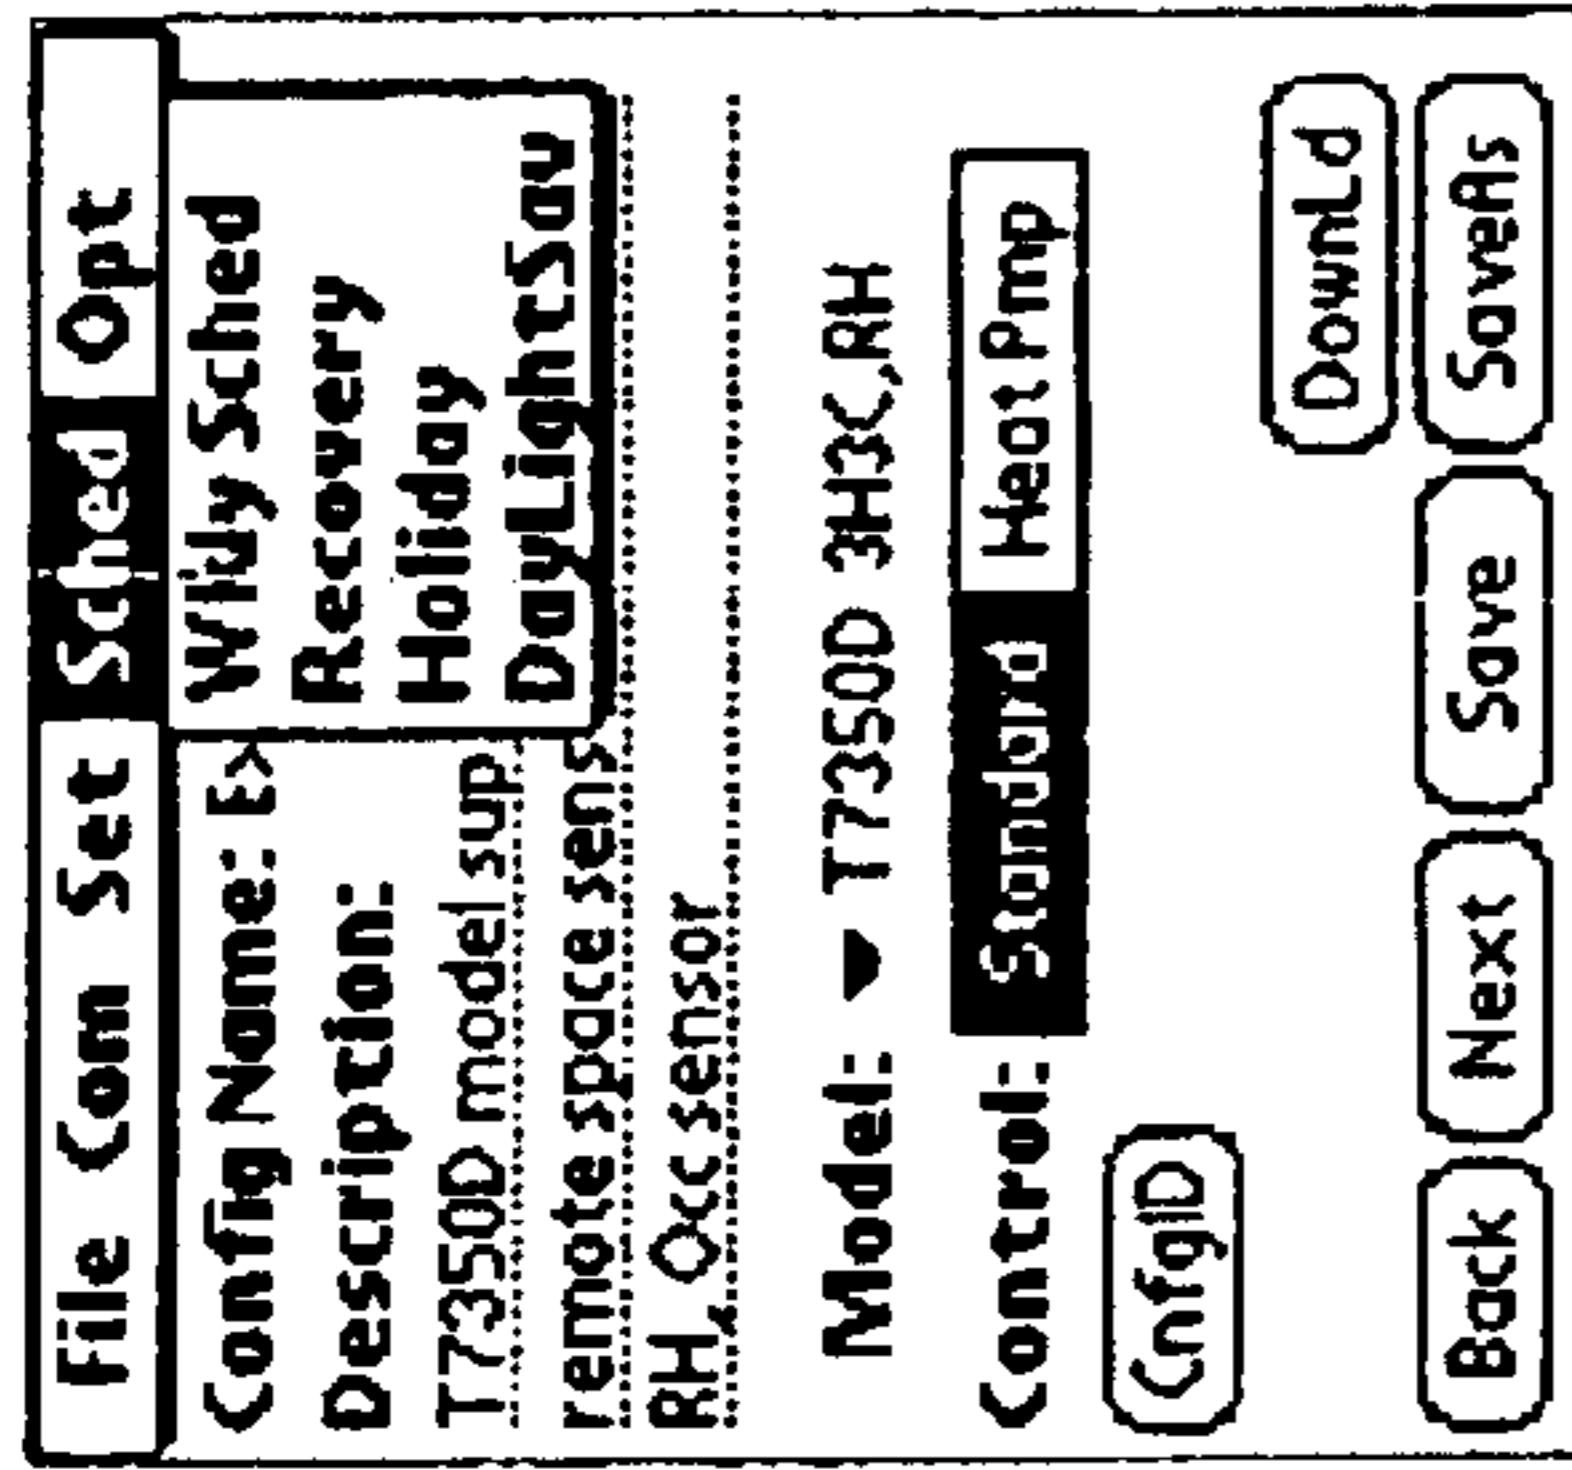 File Com Set Sched Opt
Wkly Sched
Recovery
Holiday
DayLightSav
Config Name: Ex
Description:
T7350D model sup
remote space sens
RH, Occ sensor
Model: ▼ T7350D 3H3C,RH
Control: Standard Heat Pmp
CnfgID
DownLd
Back Next Save SaveAs